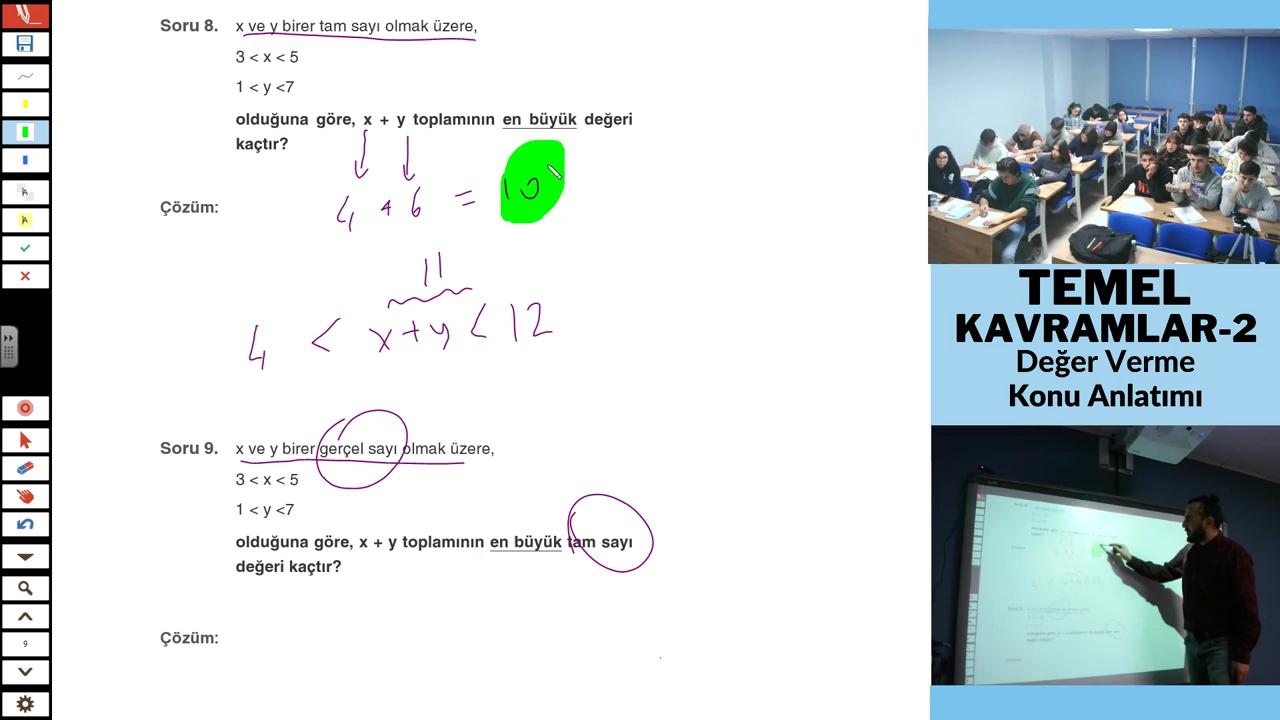 Soru 8. x ve y birer tam sayı olmak üzere,
3 < x < 5
1 < y <7
olduğuna göre, x + y toplamının en büyük değeri
kaçtır?
Çözüm:
4 + 6 = 10
11
4 < x+y < 12
Soru 9. x ve y birer gerçel sayı olmak üzere,
3 < x < 5
1 < y <7
olduğuna göre, x + y toplamının en büyük tam sayı
değeri kaçtır?
Çözüm:
9
TEMEL
KAVRAMLAR-2
Değer Verme
Konu Anlatımı